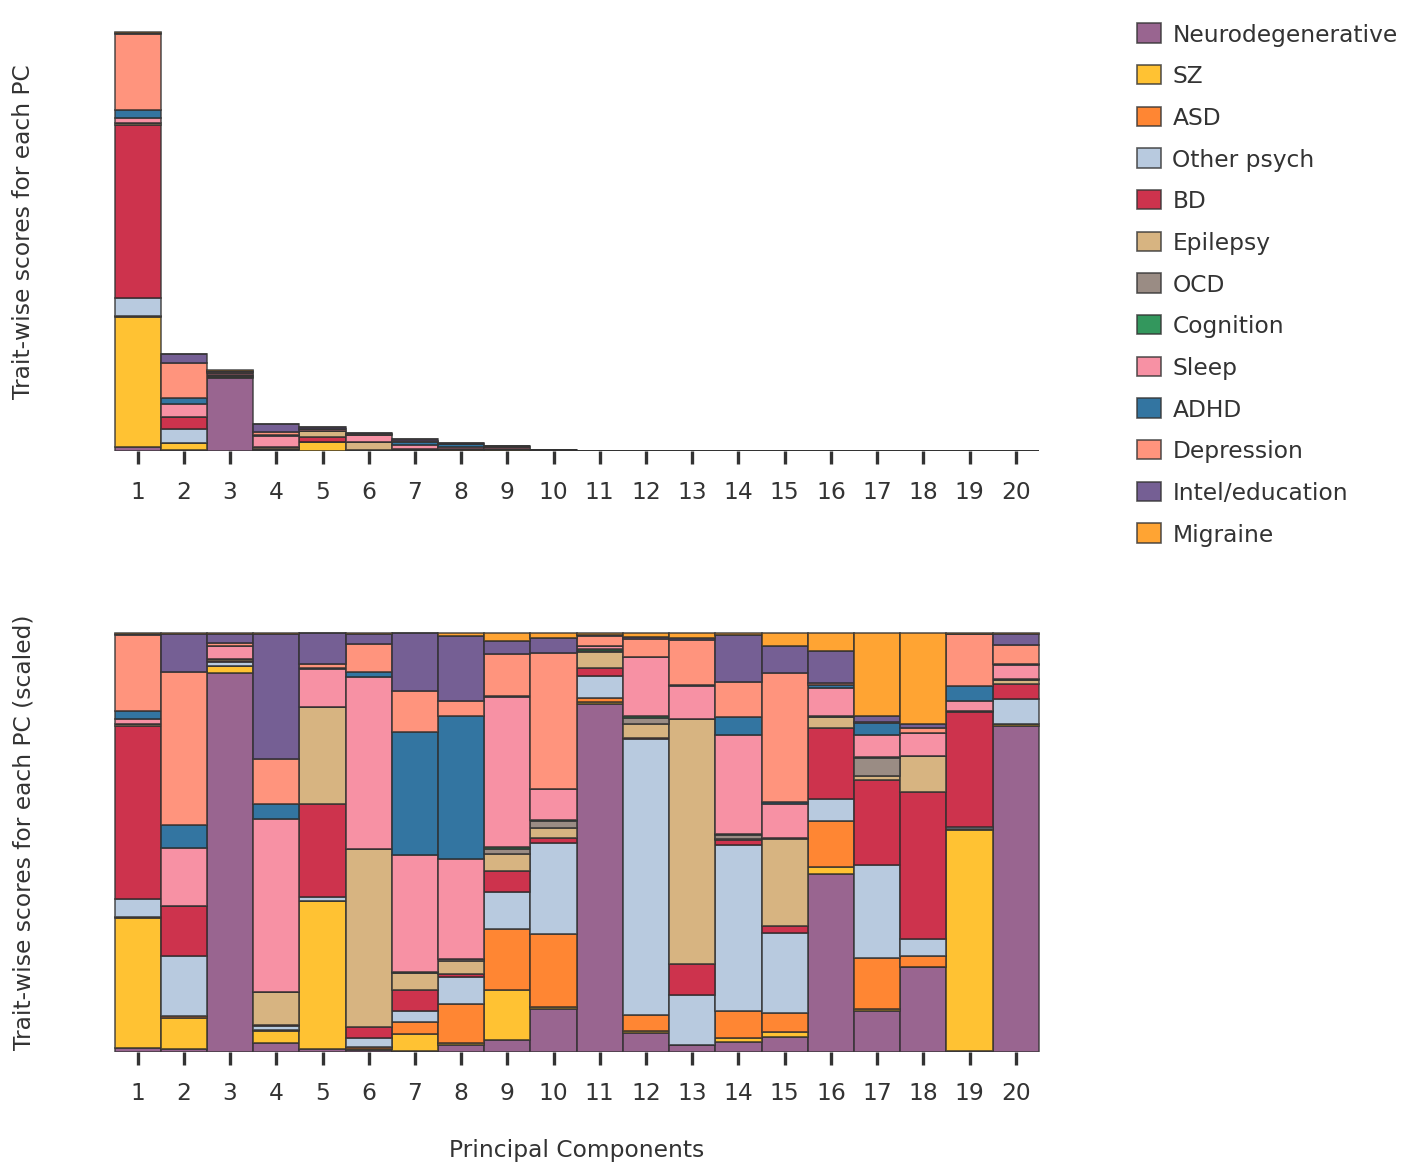 Trait-wise scores for each PC
1 2 3 4 5 6 7 8 9 10 11 12 13 14 15 16 17 18 19 20
Neurodegenerative
SZ
ASD
Other psych
BD
Epilepsy
OCD
Cognition
Sleep
ADHD
Depression
Intel/education
Migraine
Trait-wise scores for each PC (scaled)
1 2 3 4 5 6 7 8 9 10 11 12 13 14 15 16 17 18 19 20
Principal Components